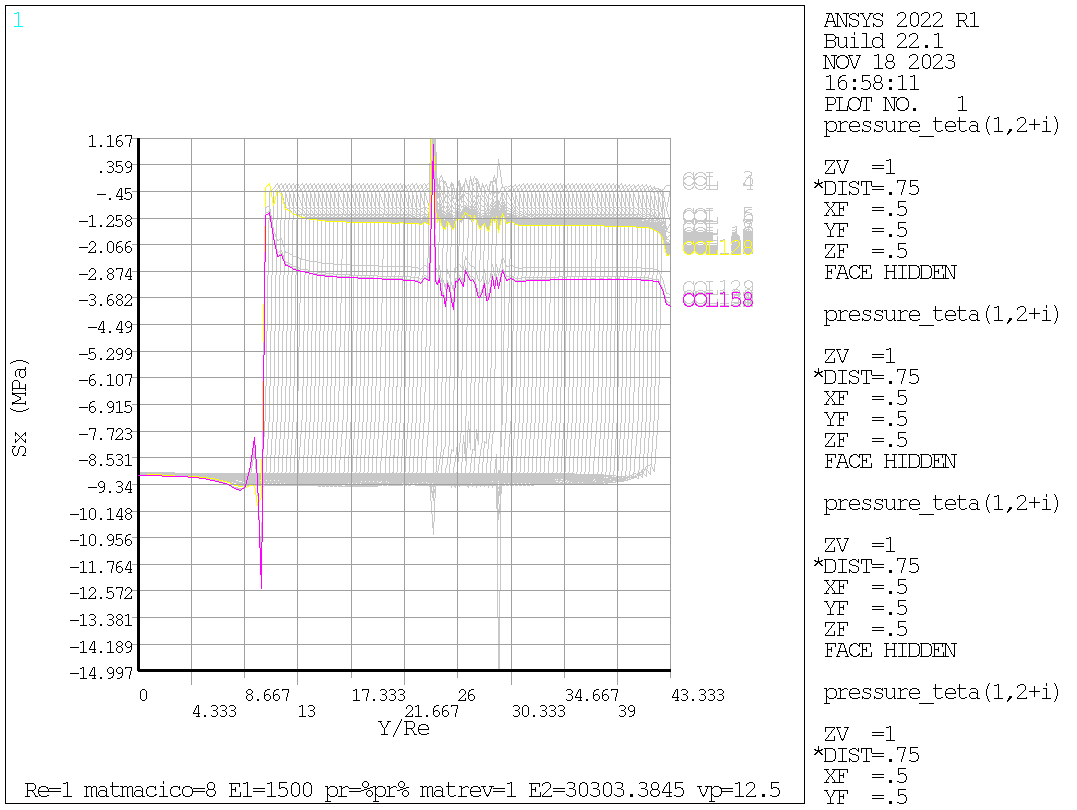 1
ANSYS 2022 R1
Build 22.1
NOV 18 2023
16:58:11
PLOT NO. 1
pressure_teta(1,2+i)
ZV =1
*DIST=.75
XF =.5
YF =.5
ZF =.5
FACE HIDDEN
pressure_teta(1,2+i)
ZV =1
*DIST=.75
XF =.5
YF =.5
ZF =.5
FACE HIDDEN
pressure_teta(1,2+i)
ZV =1
*DIST=.75
XF =.5
YF =.5
ZF =.5
FACE HIDDEN
pressure_teta(1,2+i)
ZV =1
*DIST=.75
XF =.5
YF =.5
1.167
.359
-.45
-1.258
-2.066
-2.874
-3.682
-4.49
-5.299
-6.107
-6.915
-7.723
-8.531
-9.34
-10.148
-10.956
-11.764
-12.572
-13.381
-14.189
-14.997
Sx (MPa)
COL
COL
COL158
0
4.333
8.667
13
17.333
21.667
26
30.333
34.667
39
43.333
Y/Re
Re=1 matmacico=8 E1=1500 pr=%pr% matrev=1 E2=30303.3845 vp=12.5